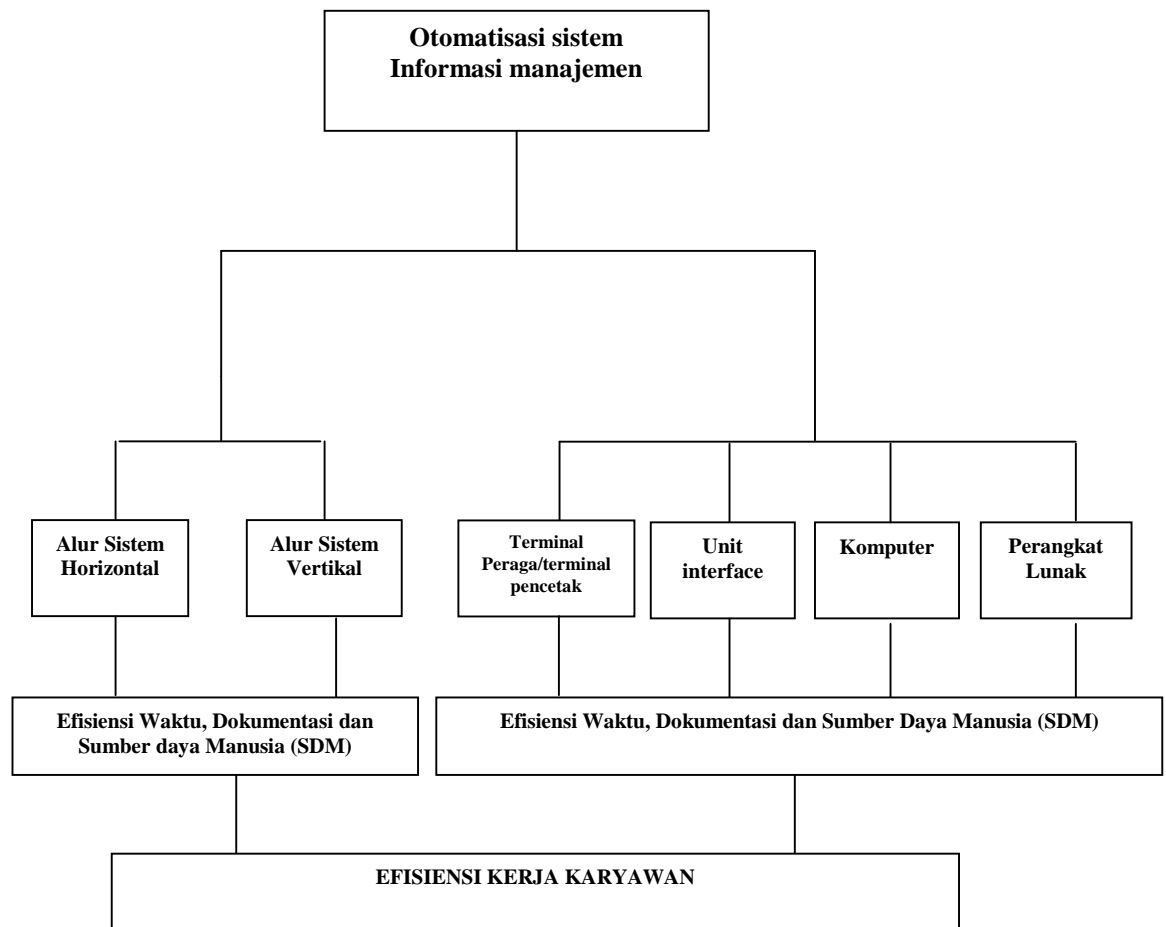 Otomatisasi sistem
Informasi manajemen
Alur Sistem
Horizontal
Alur Sistem
Vertikal
Terminal
Peraga/terminal
pencetak
Unit
interface
Komputer
Perangkat
Lunak
Efisiensi Waktu, Dokumentasi dan
Sumber daya Manusia (SDM)
Efisiensi Waktu, Dokumentasi dan Sumber Daya Manusia (SDM)
EFISIENSI KERJA KARYAWAN